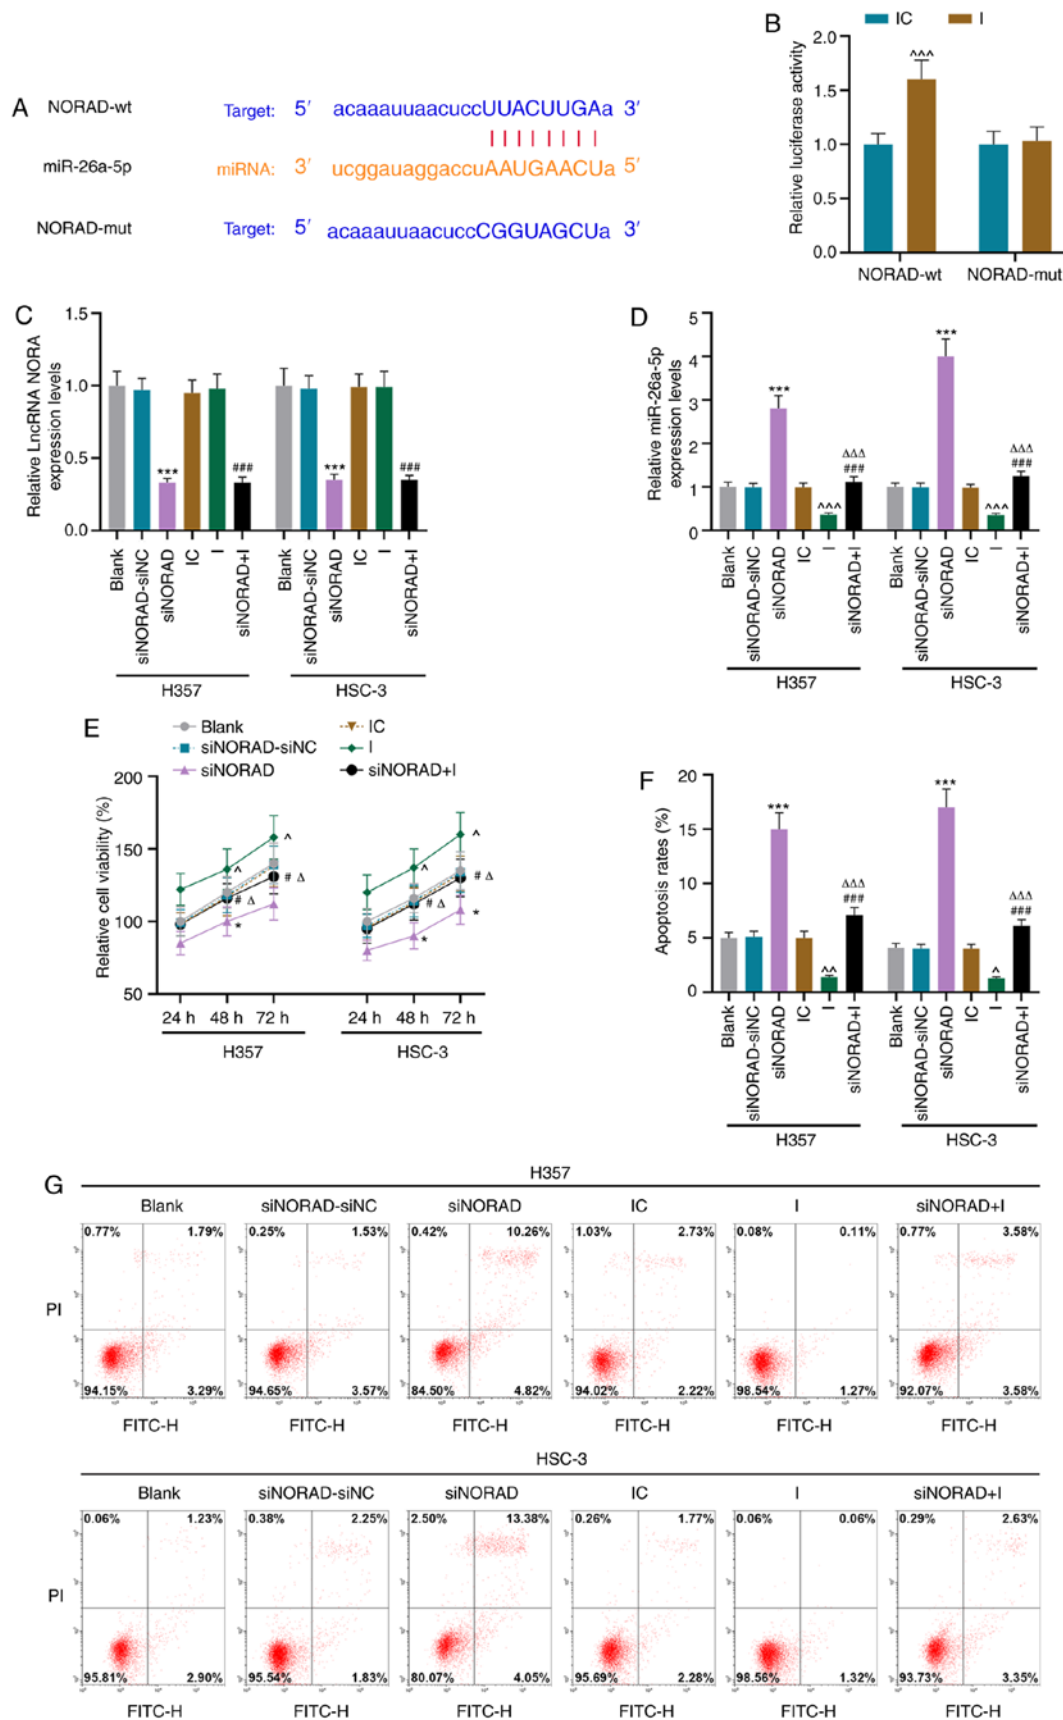 A
NORAD-wt Target: 5′ acaaauuaacuccUUACUUGAa 3′
miR-26a-5p miRNA: 3′ ucggauaggaccuAAUGAACUa 5′
NORAD-mut Target: 5′ acaaauuaacuccCGGUAGCUa 3′
B
IC I
Relative luciferase activity
2.0
1.5
1.0
0.5
0.0
^^^
NORAD-wt NORAD-mut
C
Relative LncRNA NORA
expression levels
1.5
1.0
0.5
0.0
*** ### *** ###
Blank siNORAD-siNC siNORAD IC I siNORAD+I Blank siNORAD-siNC siNORAD IC I siNORAD+I
H357 HSC-3
D
Relative miR-26a-5p
expression levels
5
4
3
2
1
0
*** ^^^ ΔΔΔ ### *** ^^^ ΔΔΔ ###
Blank siNORAD-siNC siNORAD IC I siNORAD+I Blank siNORAD-siNC siNORAD IC I siNORAD+I
H357 HSC-3
E
Blank IC
siNORAD-siNC I
siNORAD siNORAD+I
Relative cell viability (%)
200
150
100
50
^ # Δ * ^ # Δ ^ # Δ * ^ # Δ *
24 h 48 h 72 h 24 h 48 h 72 h
H357 HSC-3
F
Apoptosis rates (%)
20
15
10
5
0
*** ^^ ΔΔΔ ### *** ^ ΔΔΔ ###
Blank siNORAD-siNC siNORAD IC I siNORAD+I Blank siNORAD-siNC siNORAD IC I siNORAD+I
H357 HSC-3
G
H357
Blank siNORAD-siNC siNORAD IC I siNORAD+I
0.77% 1.79% 0.25% 1.53% 0.42% 10.26% 1.03% 2.73% 0.08% 0.11% 0.77% 3.58%
PI
94.15% 3.29% 94.65% 3.57% 84.50% 4.82% 94.02% 2.22% 98.54% 1.27% 92.07% 3.58%
FITC-H FITC-H FITC-H FITC-H FITC-H FITC-H
HSC-3
Blank siNORAD-siNC siNORAD IC I siNORAD+I
0.06% 1.23% 0.38% 2.25% 2.50% 13.38% 0.26% 1.77% 0.06% 0.06% 0.29% 2.63%
PI
95.81% 2.90% 95.54% 1.83% 80.07% 4.05% 95.69% 2.28% 98.56% 1.32% 93.73% 3.35%
FITC-H FITC-H FITC-H FITC-H FITC-H FITC-H